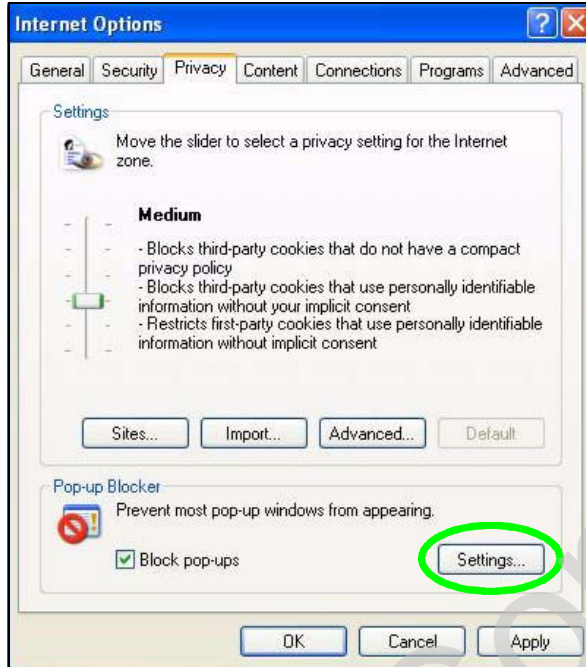 Internet Options
General Security Privacy Content Connections Programs Advanced
Settings
Move the slider to select a privacy setting for the Internet
zone.
Medium
- Blocks third-party cookies that do not have a compact
privacy policy
- Blocks third-party cookies that use personally identifiable
information without your implicit consent
- Restricts first-party cookies that use personally identifiable
information without implicit consent
Sites... Import... Advanced... Default
Pop-up Blocker
Prevent most pop-up windows from appearing.
Block pop-ups Settings...
OK Cancel Apply